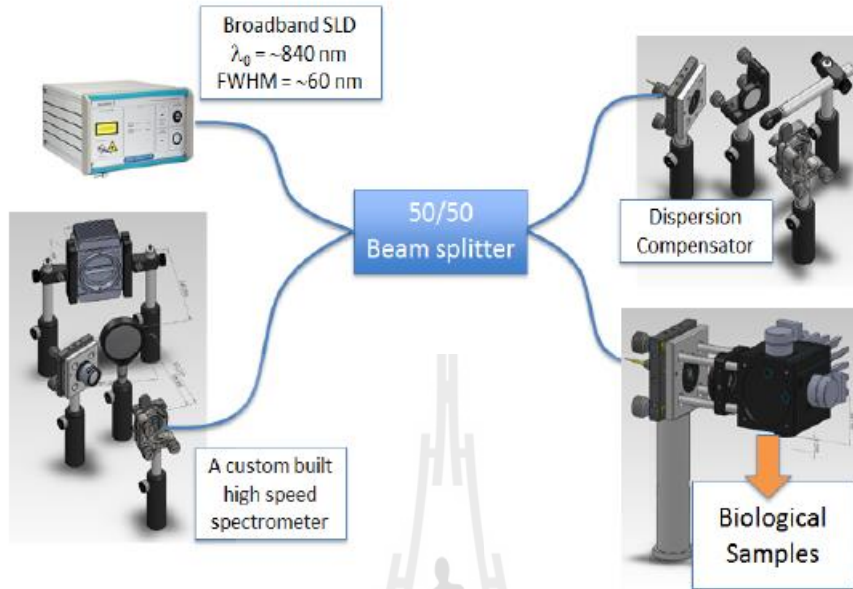 Broadband SLD
λ₀ = ~840 nm
FWHM = ~60 nm
50/50
Beam splitter
Dispersion
Compensator
A custom built
high speed
spectrometer
Biological
Samples